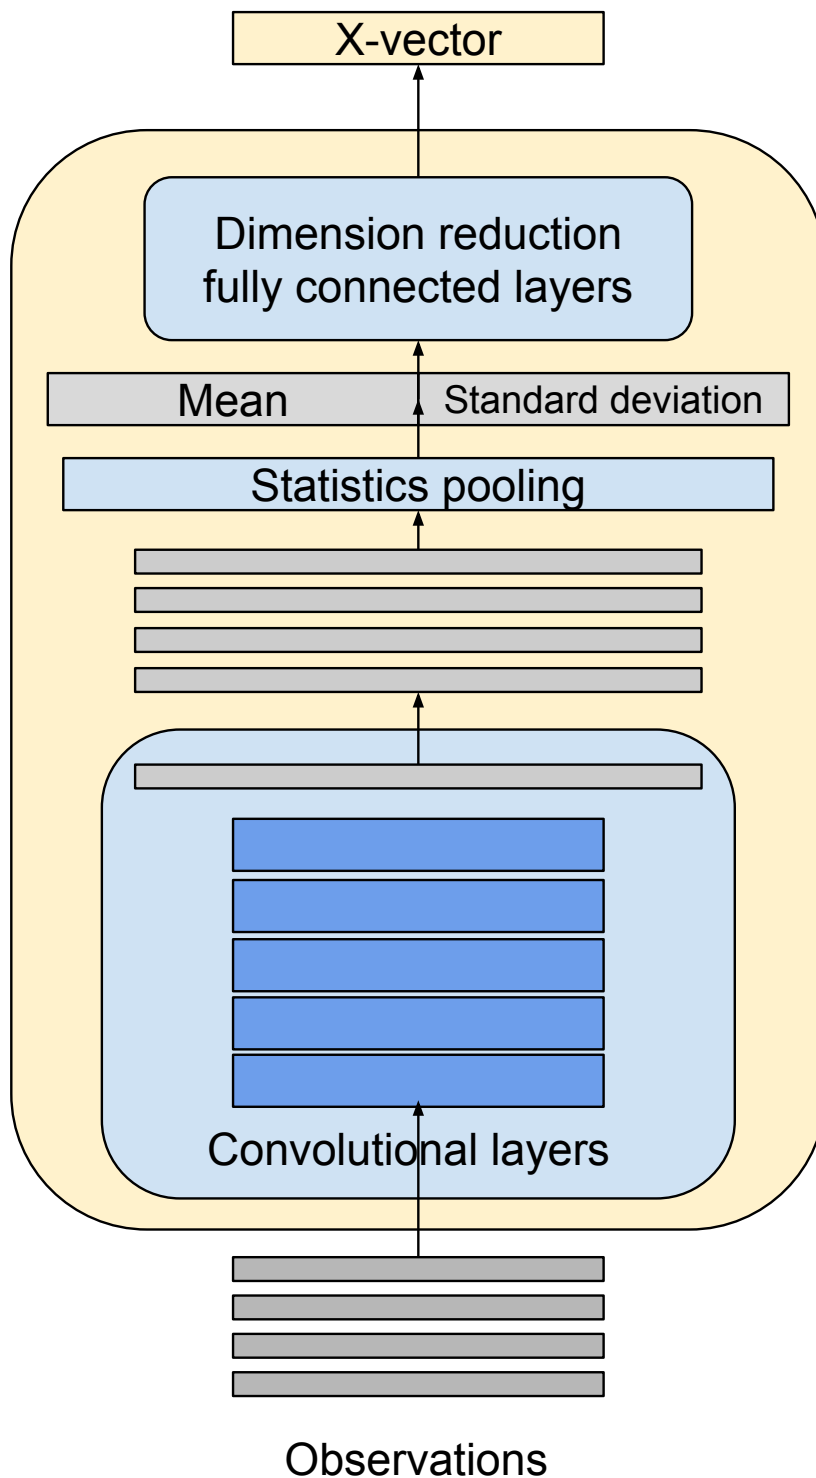 X-vector
Dimension reduction
fully connected layers
Mean
Standard deviation
Statistics pooling
Convolutional layers
Observations